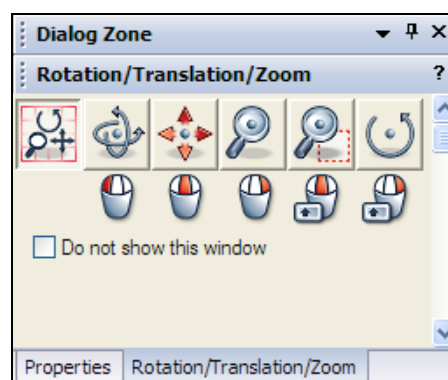 Dialog Zone
Rotation/Translation/Zoom ?
Do not show this window
Properties Rotation/Translation/Zoom